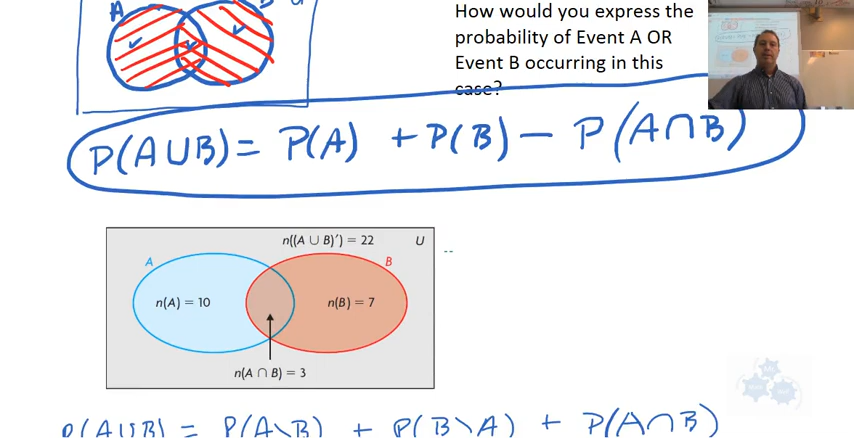 A B U
How would you express the
probability of Event A OR
Event B occurring in this
case?
P(A∪B) = P(A) + P(B) − P(A∩B)
n((A ∪ B)′) = 22 U
A B
n(A) = 10 n(B) = 7
n(A ∩ B) = 3
P(A∪B) = P(A\B) + P(B\A) + P(A∩B)